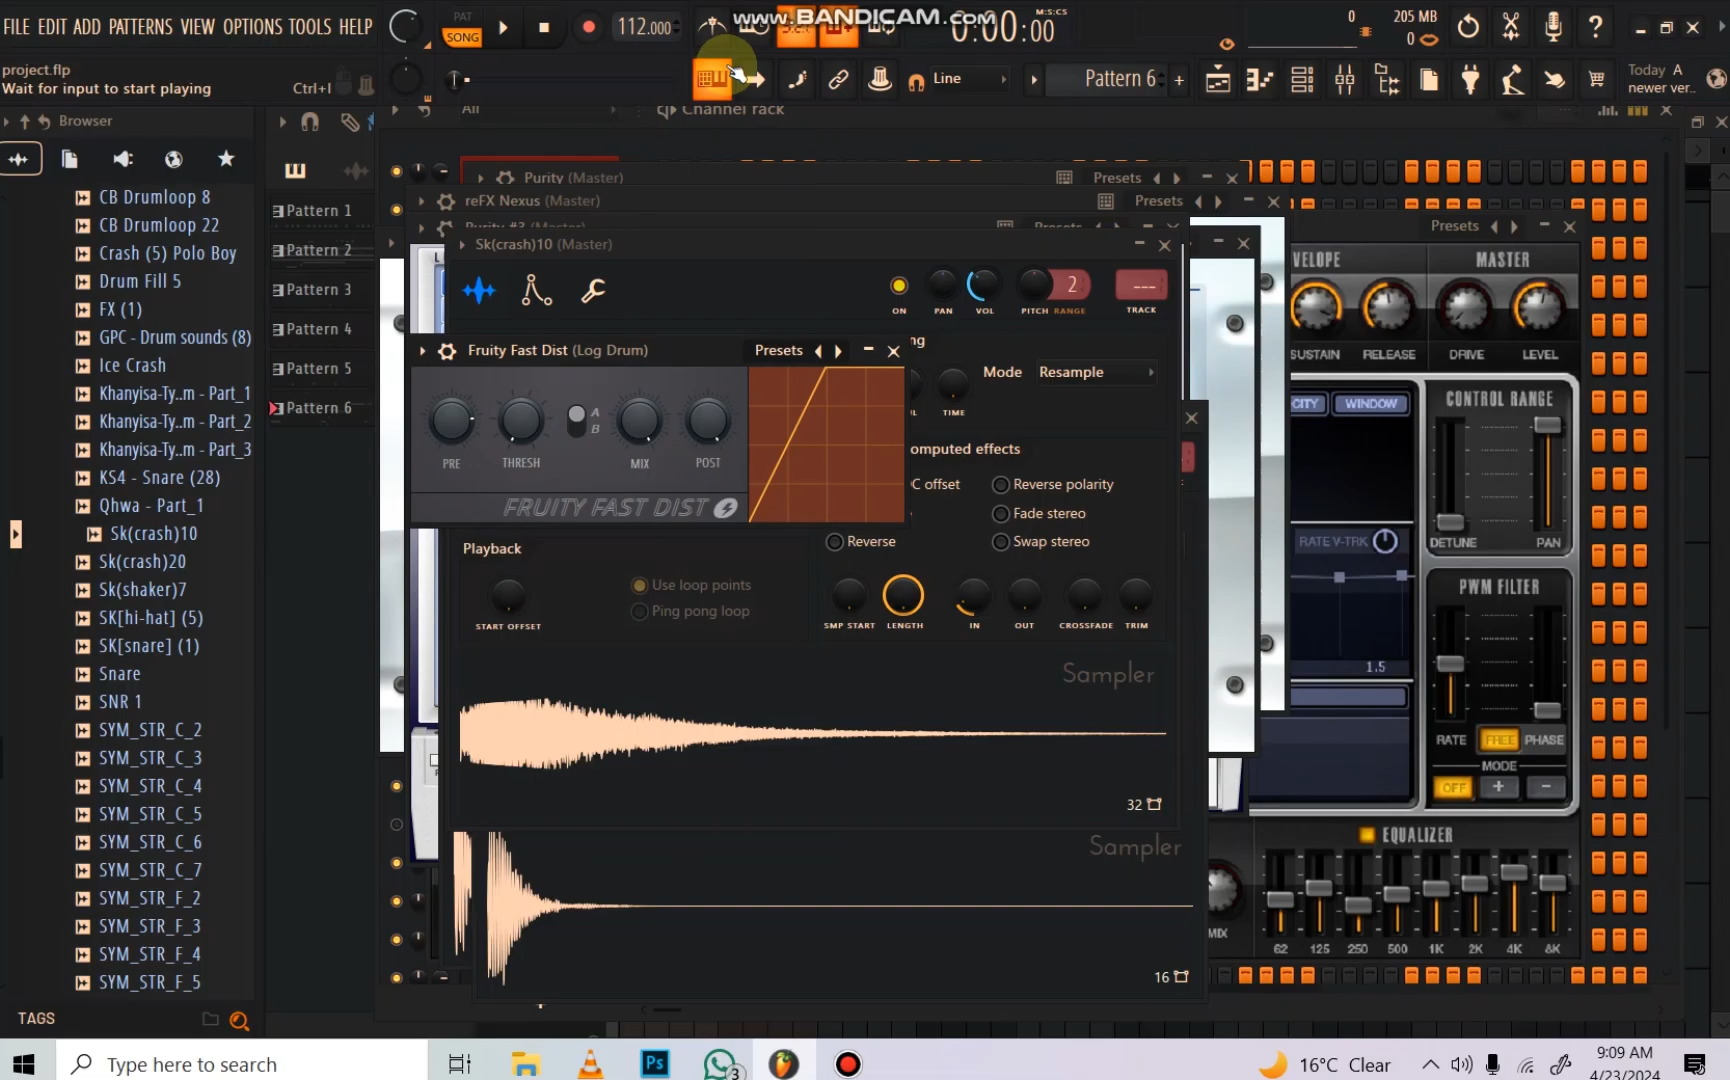 FILE EDIT ADD PATTERNS VIEW OPTIONS TOOLS HELP
PAT
SONG
112.000
www.BANDICAM.com
0:00:00
M:S:CS
0
205 MB
0
project.flp
Wait for input to start playing
Ctrl+I
Line
Pattern 6
+
Today A
newer ver..
Browser
All
Channel rack
CB Drumloop 8
CB Drumloop 22
Crash (5) Polo Boy
Drum Fill 5
FX (1)
GPC - Drum sounds (8)
Ice Crash
Khanyisa-Ty..m - Part_1
Khanyisa-Ty..m - Part_2
Khanyisa-Ty..m - Part_3
KS4 - Snare (28)
Qhwa - Part_1
Sk(crash)10
Sk(crash)20
Sk(shaker)7
SK[hi-hat] (5)
SK[snare] (1)
Snare
SNR 1
SYM_STR_C_2
SYM_STR_C_3
SYM_STR_C_4
SYM_STR_C_5
SYM_STR_C_6
SYM_STR_C_7
SYM_STR_F_2
SYM_STR_F_3
SYM_STR_F_4
SYM_STR_F_5
TAGS
Pattern 1
Pattern 2
Pattern 3
Pattern 4
Pattern 5
Pattern 6
Purity (Master)
Presets
reFX Nexus (Master)
Presets
Purity #3 (Master)
Presets
Sk(crash)10 (Master)
ON
PAN
VOL
PITCH
RANGE
2
---
TRACK
Fruity Fast Dist (Log Drum)
Presets
PRE
THRESH
A
B
MIX
POST
FRUITY FAST DIST
TIME
Mode
Resample
omputed effects
C offset
Reverse polarity
Fade stereo
Reverse
Swap stereo
Playback
Use loop points
Ping pong loop
START OFFSET
SMP START
LENGTH
IN
OUT
CROSSFADE
TRIM
Sampler
32
Sampler
16
Presets
VELOPE
MASTER
SUSTAIN
RELEASE
DRIVE
LEVEL
CITY
WINDOW
CONTROL RANGE
DETUNE
PAN
RATE V-TRK
1.5
PWM FILTER
RATE
FREE
PHASE
MODE
OFF
+
-
EQUALIZER
MIX
62
125
250
500
1K
2K
4K
8K
Type here to search
Ps
3
16°C Clear
9:09 AM
4/23/2024